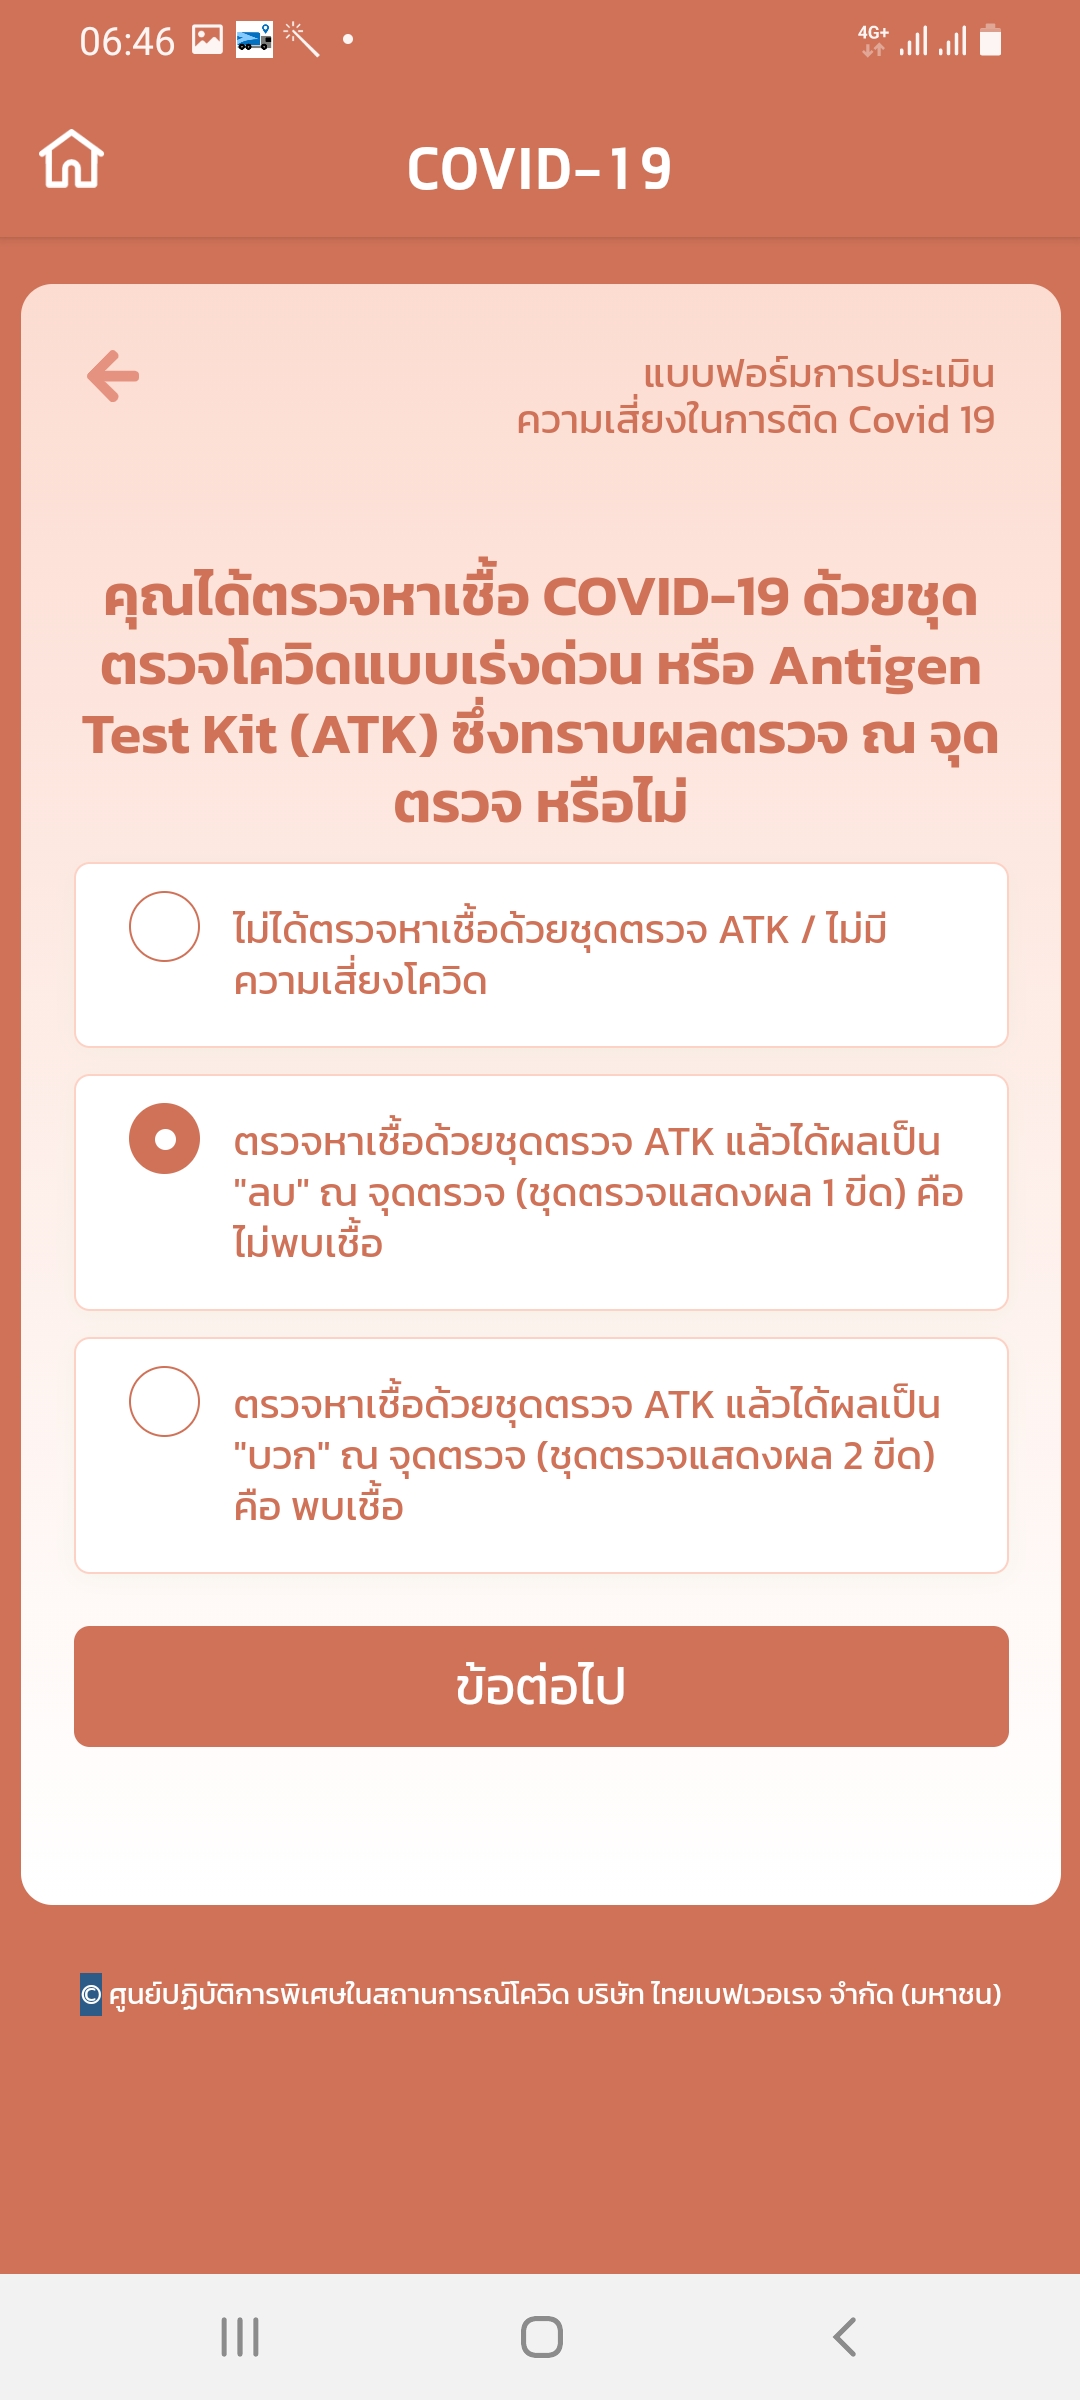 06:46
4G+
COVID-19
แบบฟอร์มการประเมิน
ความเสี่ยงในการติด Covid 19
คุณได้ตรวจหาเชื้อ COVID-19 ด้วยชุด
ตรวจโควิดแบบเร่งด่วน หรือ Antigen
Test Kit (ATK) ซึ่งทราบผลตรวจ ณ จุด
ตรวจ หรือไม่
ไม่ได้ตรวจหาเชื้อด้วยชุดตรวจ ATK / ไม่มี
ความเสี่ยงโควิด
ตรวจหาเชื้อด้วยชุดตรวจ ATK แล้วได้ผลเป็น
"ลบ" ณ จุดตรวจ (ชุดตรวจแสดงผล 1 ขีด) คือ
ไม่พบเชื้อ
ตรวจหาเชื้อด้วยชุดตรวจ ATK แล้วได้ผลเป็น
"บวก" ณ จุดตรวจ (ชุดตรวจแสดงผล 2 ขีด)
คือ พบเชื้อ
ข้อต่อไป
© ศูนย์ปฏิบัติการพิเศษในสถานการณ์โควิด บริษัท ไทยเบฟเวอเรจ จำกัด (มหาชน)